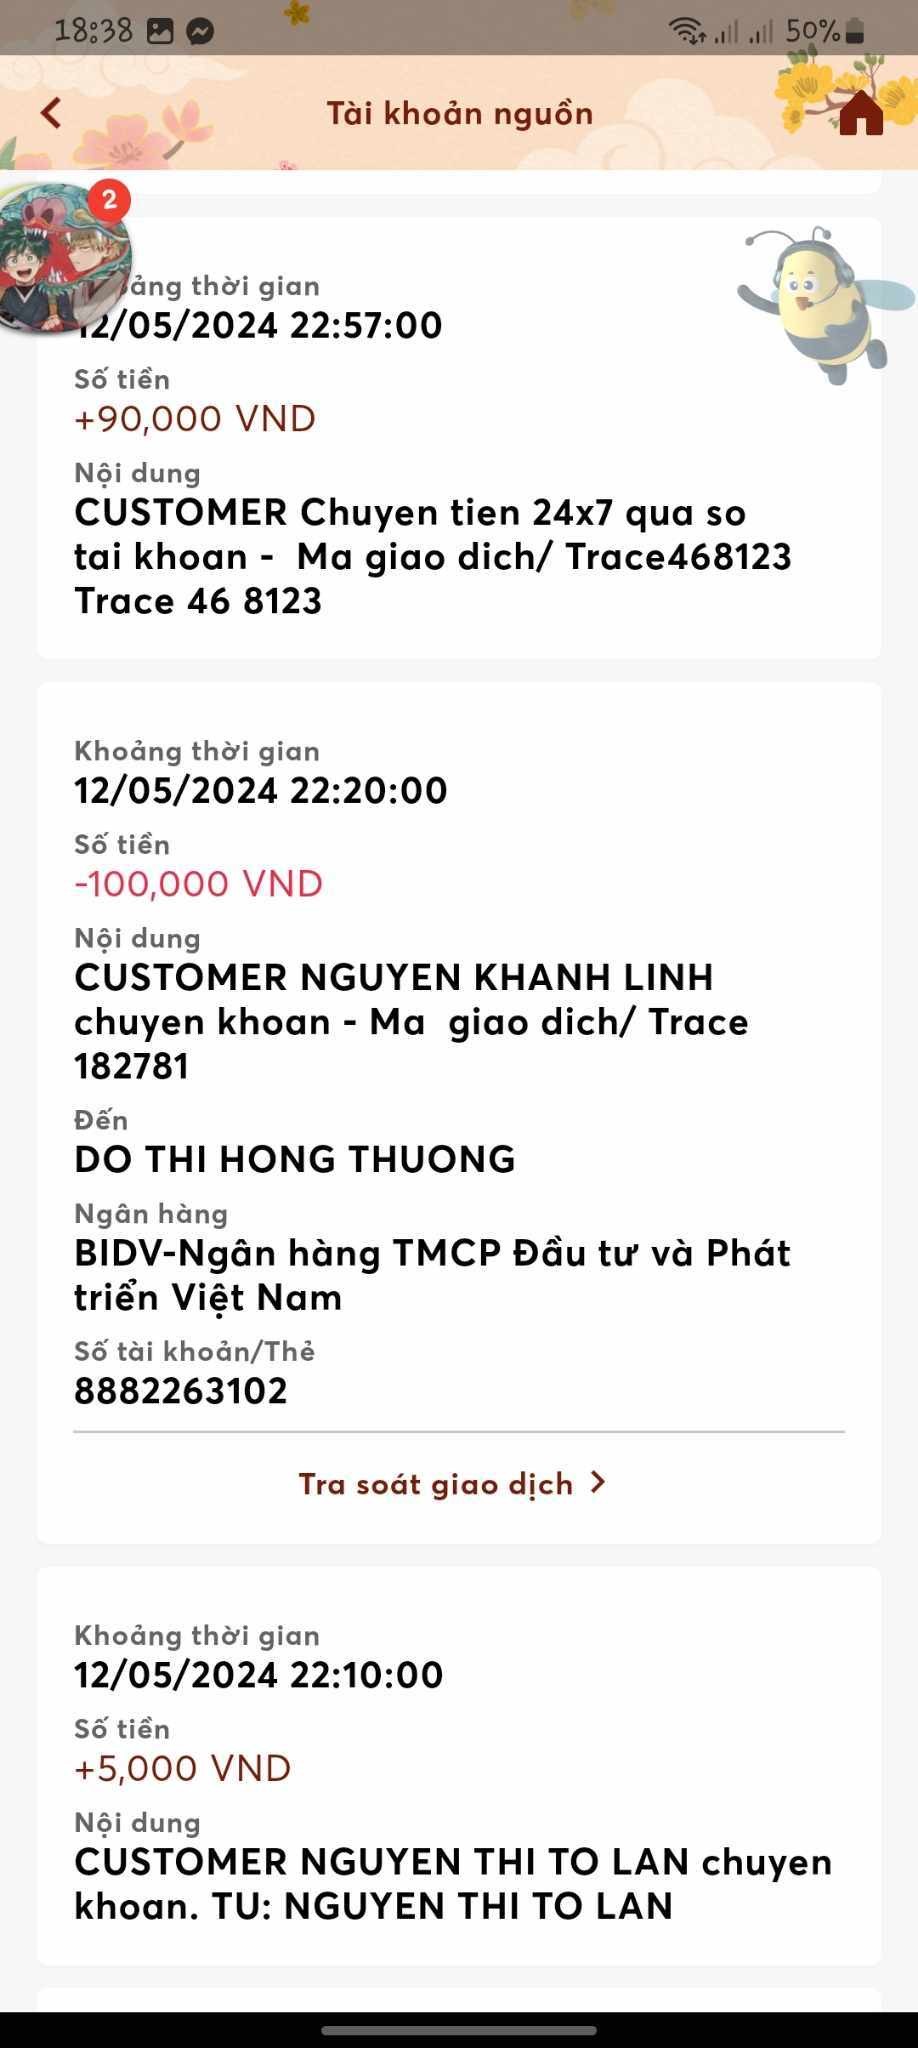 18:38
50%
Tài khoản nguồn
2
ảng thời gian
12/05/2024 22:57:00
Số tiền
+90,000 VND
Nội dung
CUSTOMER Chuyen tien 24x7 qua so
tai khoan - Ma giao dich/ Trace468123
Trace 46 8123
Khoảng thời gian
12/05/2024 22:20:00
Số tiền
-100,000 VND
Nội dung
CUSTOMER NGUYEN KHANH LINH
chuyen khoan - Ma giao dich/ Trace
182781
Đến
DO THI HONG THUONG
Ngân hàng
BIDV-Ngân hàng TMCP Đầu tư và Phát
triển Việt Nam
Số tài khoản/Thẻ
8882263102
Tra soát giao dịch
Khoảng thời gian
12/05/2024 22:10:00
Số tiền
+5,000 VND
Nội dung
CUSTOMER NGUYEN THI TO LAN chuyen
khoan. TU: NGUYEN THI TO LAN